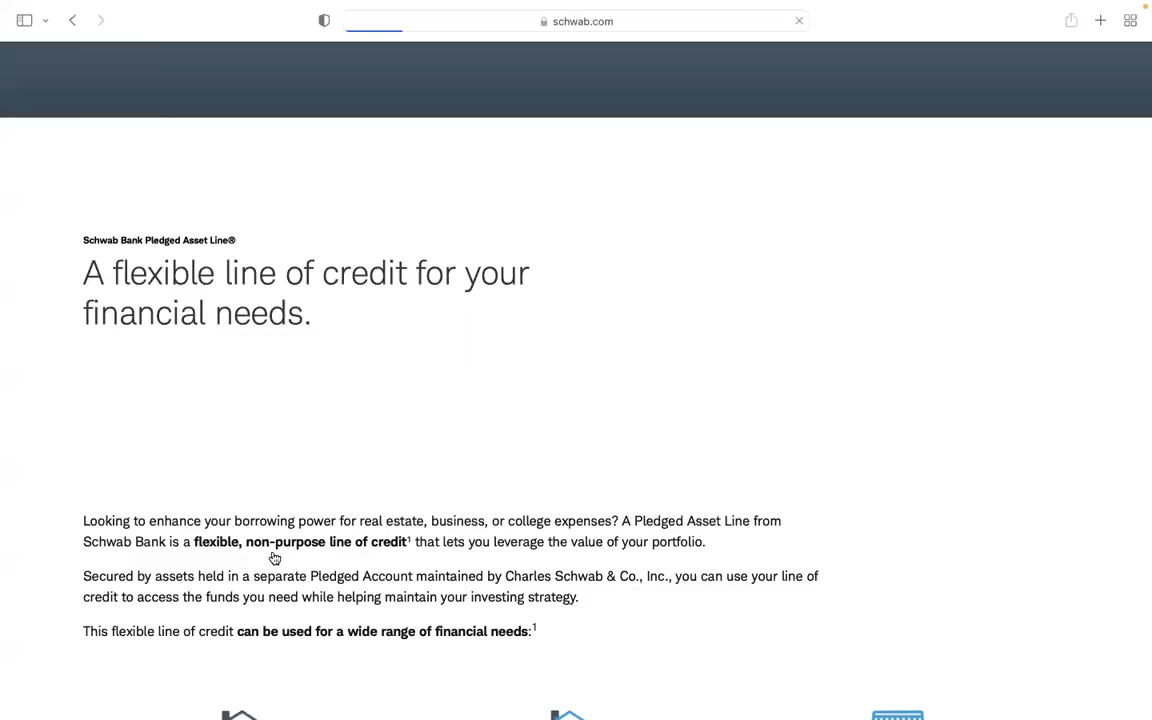 schwab.com
Schwab Bank Pledged Asset Line®
A flexible line of credit for your
financial needs.
Looking to enhance your borrowing power for real estate, business, or college expenses? A Pledged Asset Line from
Schwab Bank is a flexible, non-purpose line of credit¹ that lets you leverage the value of your portfolio.
Secured by assets held in a separate Pledged Account maintained by Charles Schwab & Co., Inc., you can use your line of
credit to access the funds you need while helping maintain your investing strategy.
This flexible line of credit can be used for a wide range of financial needs:¹